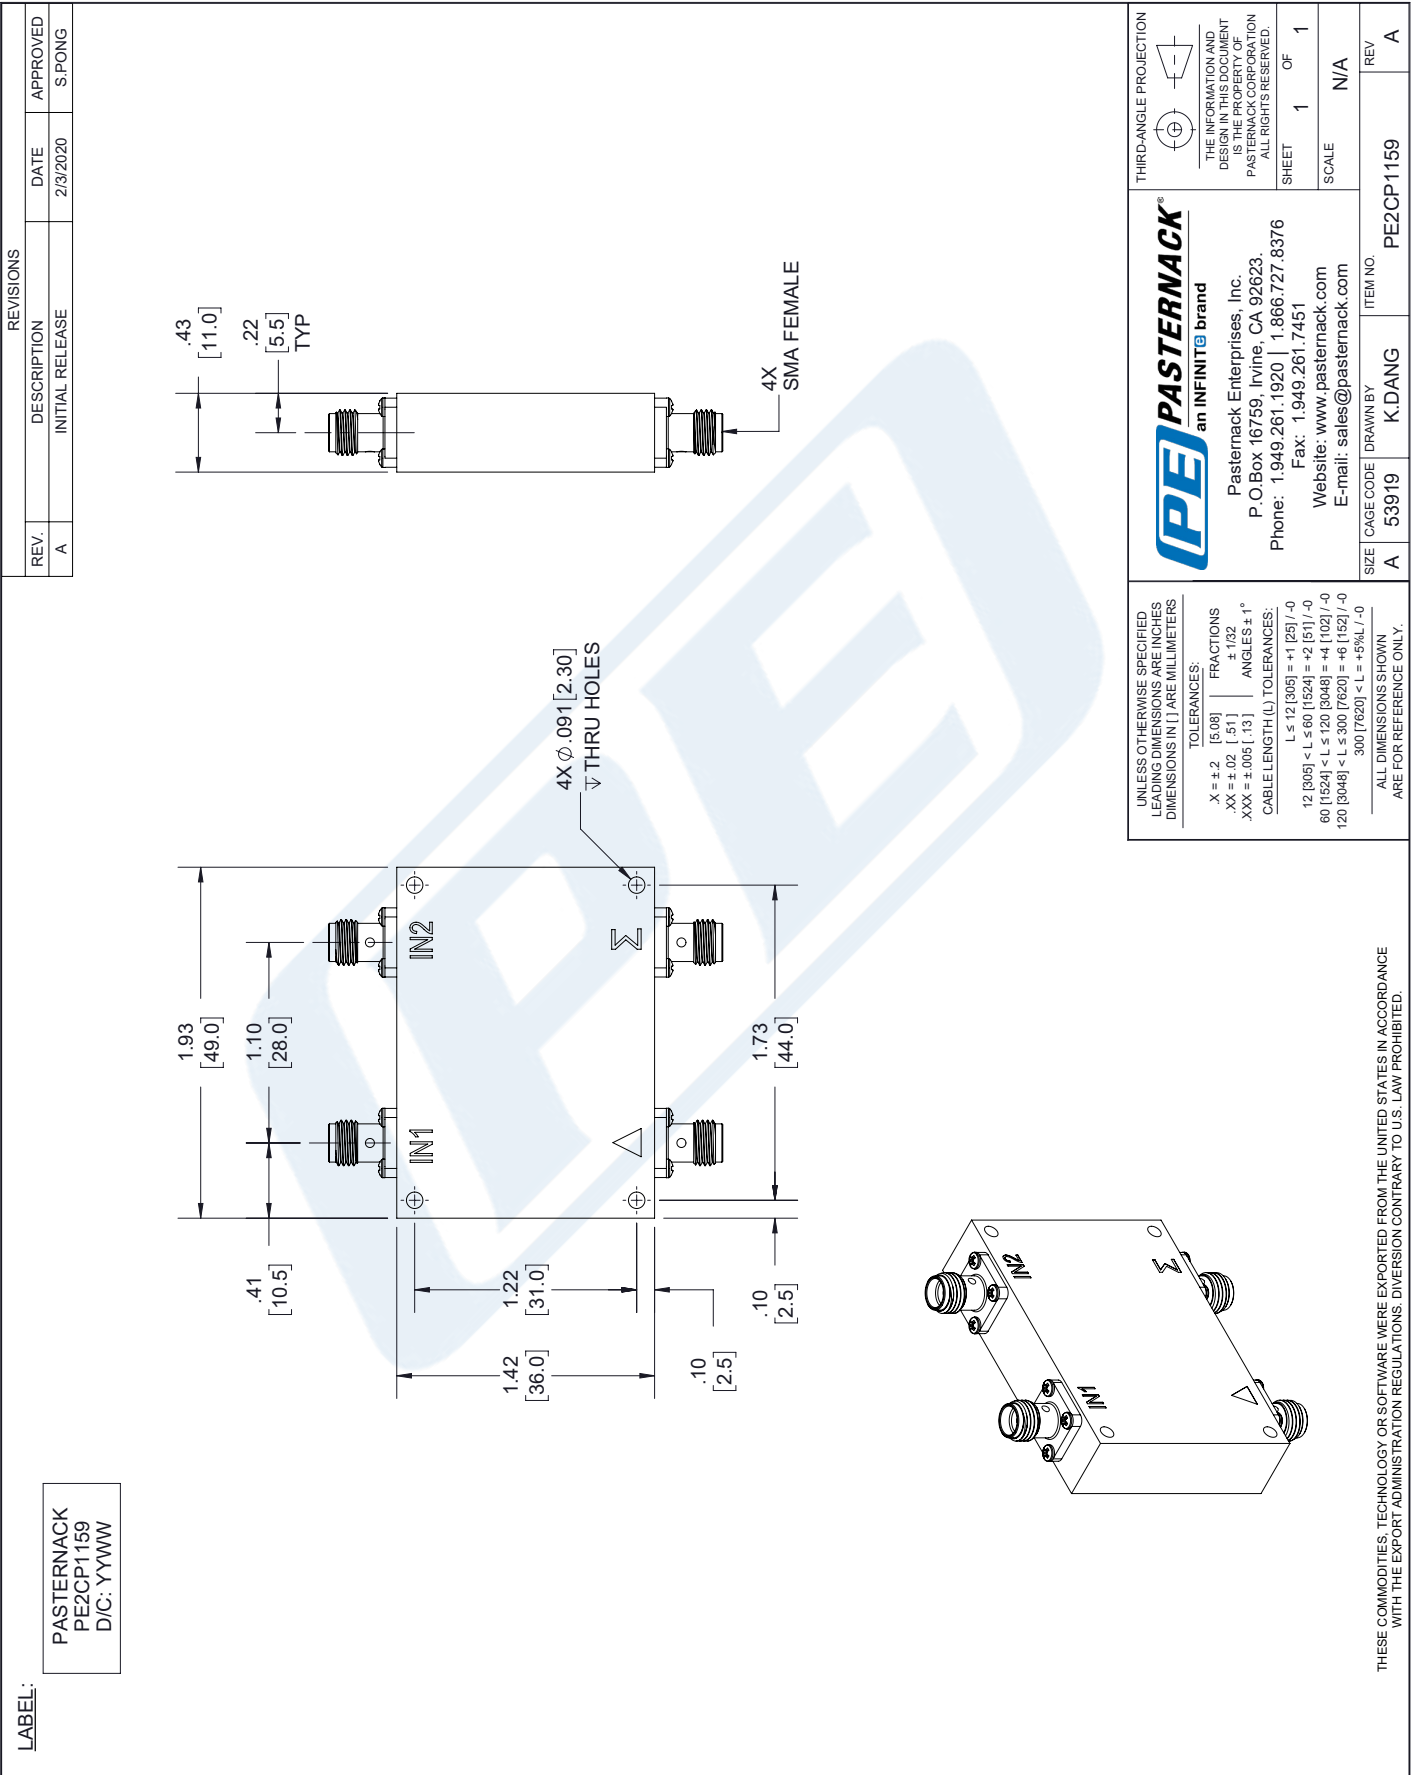 LABEL:
PASTERNACK
PE2CP1159
D/C: YYWW
REVISIONS
REV. DESCRIPTION DATE APPROVED
A INITIAL RELEASE 2/3/2020 S.PONG
1.93
[49.0]
1.10
[28.0]
.41
[10.5]
IN1
IN2
Σ
△
1.42
[36.0]
1.22
[31.0]
.10
[2.5]
.10
[2.5]
1.73
[44.0]
4X ∅ .091 [2.30]
↧ THRU HOLES
.43
[11.0]
.22
[5.5]
TYP
4X
SMA FEMALE
IN1
IN2
Σ
△
PE
THESE COMMODITIES, TECHNOLOGY OR SOFTWARE WERE EXPORTED FROM THE UNITED STATES IN ACCORDANCE
WITH THE EXPORT ADMINISTRATION REGULATIONS. DIVERSION CONTRARY TO U.S. LAW PROHIBITED.
UNLESS OTHERWISE SPECIFIED
LEADING DIMENSIONS ARE INCHES
DIMENSIONS IN [ ] ARE MILLIMETERS
TOLERANCES:
.X = ±.2 [5.08] FRACTIONS
.XX = ±.02 [.51] ± 1/32
.XXX = ±.005 [.13] ANGLES ± 1°
CABLE LENGTH (L) TOLERANCES:
L ≤ 12 [305] = +1 [25] / -0
12 [305] < L ≤ 60 [1524] = +2 [51] / -0
60 [1524] < L ≤ 120 [3048] = +4 [102] / -0
120 [3048] < L ≤ 300 [7620] = +6 [152] / -0
300 [7620] < L = +5%L / -0
ALL DIMENSIONS SHOWN
ARE FOR REFERENCE ONLY.
PE PASTERNACK®
an INFINITe brand
Pasternack Enterprises, Inc.
P.O.Box 16759, Irvine, CA 92623.
Phone: 1.949.261.1920 | 1.866.727.8376
Fax: 1.949.261.7451
Website: www.pasternack.com
E-mail: sales@pasternack.com
THIRD-ANGLE PROJECTION
THE INFORMATION AND
DESIGN IN THIS DOCUMENT
IS THE PROPERTY OF
PASTERNACK CORPORATION
ALL RIGHTS RESERVED.
SHEET 1 OF 1
SCALE N/A
SIZE A
CAGE CODE 53919
DRAWN BY K.DANG
ITEM NO. PE2CP1159
REV A